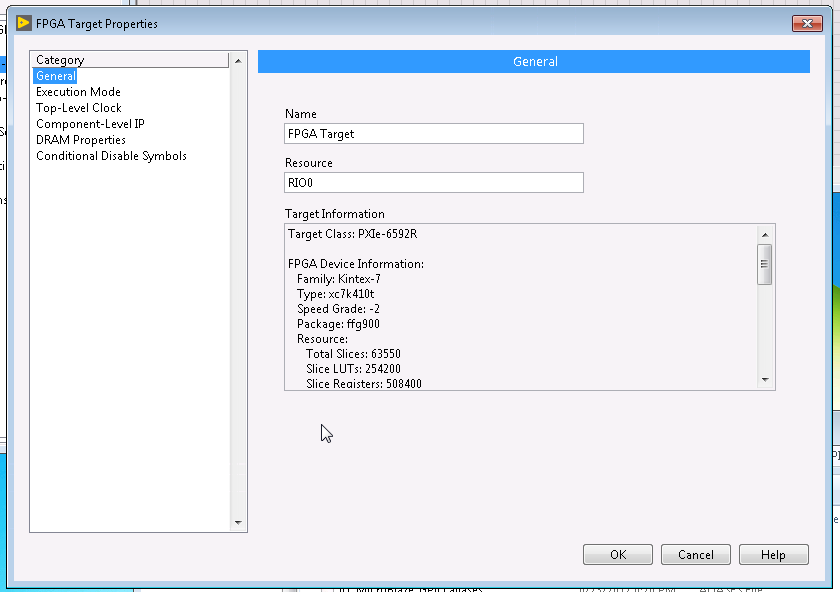 FPGA Target Properties
Category
General
Execution Mode
Top-Level Clock
Component-Level IP
DRAM Properties
Conditional Disable Symbols
General
Name
FPGA Target
Resource
RIO0
Target Information
Target Class: PXIe-6592R
FPGA Device Information:
Family: Kintex-7
Type: xc7k410t
Speed Grade: -2
Package: ffg900
Resource:
Total Slices: 63550
Slice LUTs: 254200
Slice Registers: 508400
OK
Cancel
Help